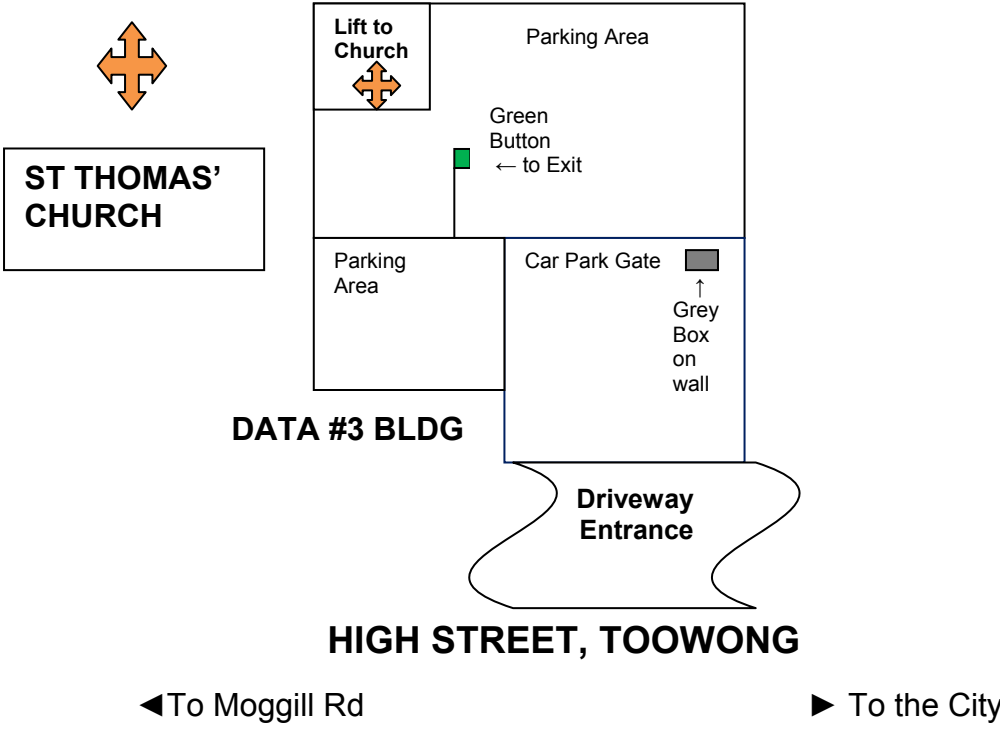 Lift to
Church
Parking Area
Green
Button
← to Exit
ST THOMAS’
CHURCH
Parking
Area
Car Park Gate
↑
Grey
Box
on
wall
DATA #3 BLDG
Driveway
Entrance
HIGH STREET, TOOWONG
◄To Moggill Rd
► To the City